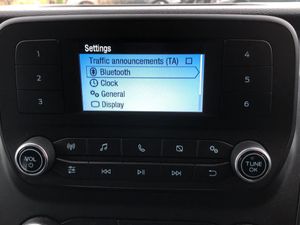 Settings
Traffic announcements (TA)
Bluetooth
Clock
General
Display
1
2
3
4
5
6
VOL
TUNE
OK